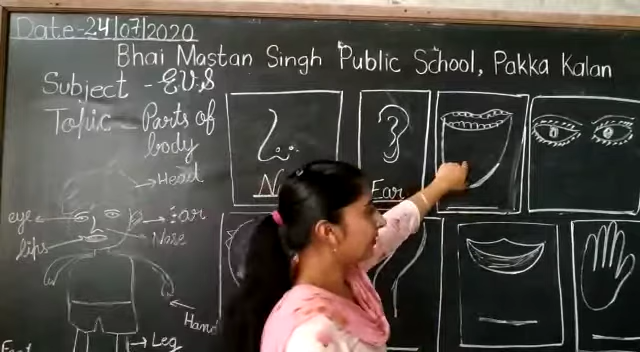 Date-24/07/2020
Bhai Mastan Singh Public School, Pakka Kalan
Subject - EVS
Topic - Parts of
body
Head
eye
Ear
Nose
lips
Hand
Leg
Ear